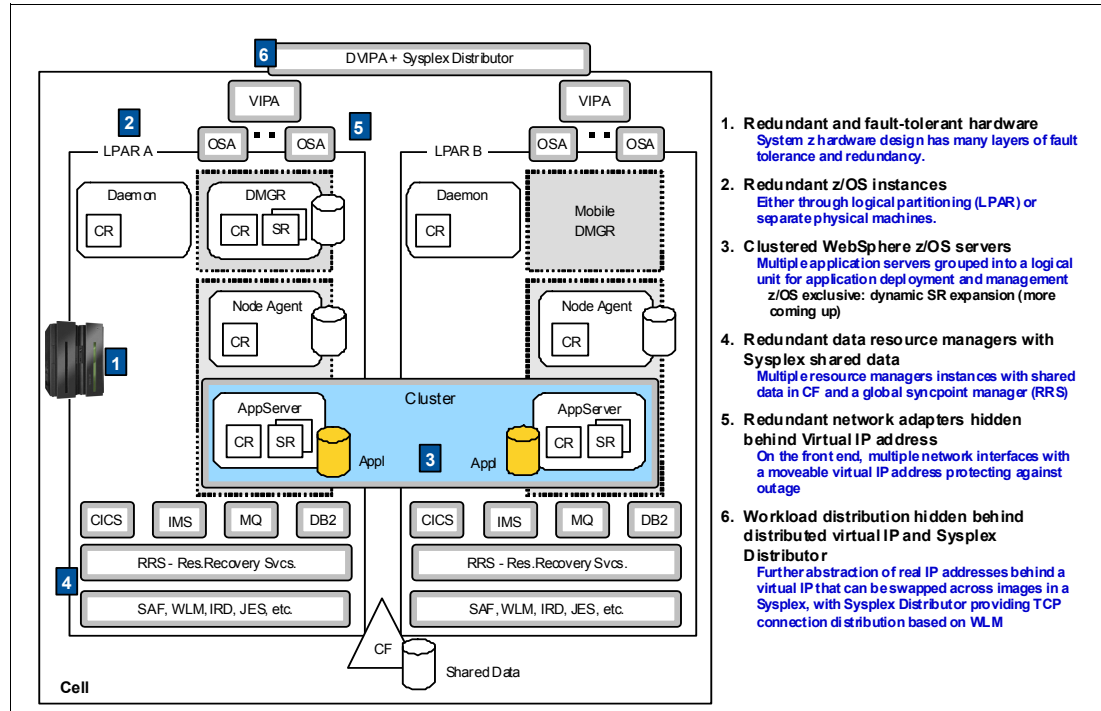 6
DVIPA + Sysplex Distributor
VIPA
VIPA
2
5
OSA
OSA
OSA
OSA
LPAR A
LPAR B
Daemon
CR
DMGR
CR
SR
Daemon
CR
Mobile
DMGR
Node Agent
CR
Node Agent
CR
1
Cluster
AppServer
CR
SR
Appl
3
Appl
AppServer
CR
SR
CICS
IMS
MQ
DB2
CICS
IMS
MQ
DB2
RRS - Res.Recovery Svcs.
RRS - Res.Recovery Svcs.
4
SAF, WLM, IRD, JES, etc.
SAF, WLM, IRD, JES, etc.
CF
Shared Data
Cell
1. Redundant and fault-tolerant hardware
System z hardware design has many layers of fault
tolerance and redundancy.
2. Redundant z/OS instances
Either through logical partitioning (LPAR) or
separate physical machines.
3. Clustered WebSphere z/OS servers
Multiple application servers grouped into a logical
unit for application deployment and management
z/OS exclusive: dynamic SR expansion (more
coming up)
4. Redundant data resource managers with
Sysplex shared data
Multiple resource managers instances with shared
data in CF and a global syncpoint manager (RRS)
5. Redundant network adapters hidden
behind Virtual IP address
On the front end, multiple network interfaces with
a moveable virtual IP address protecting against
outage
6. Workload distribution hidden behind
distributed virtual IP and Sysplex
Distributor
Further abstraction of real IP addresses behind a
virtual IP that can be swapped across images in a
Sysplex, with Sysplex Distributor providing TCP
connection distribution based on WLM